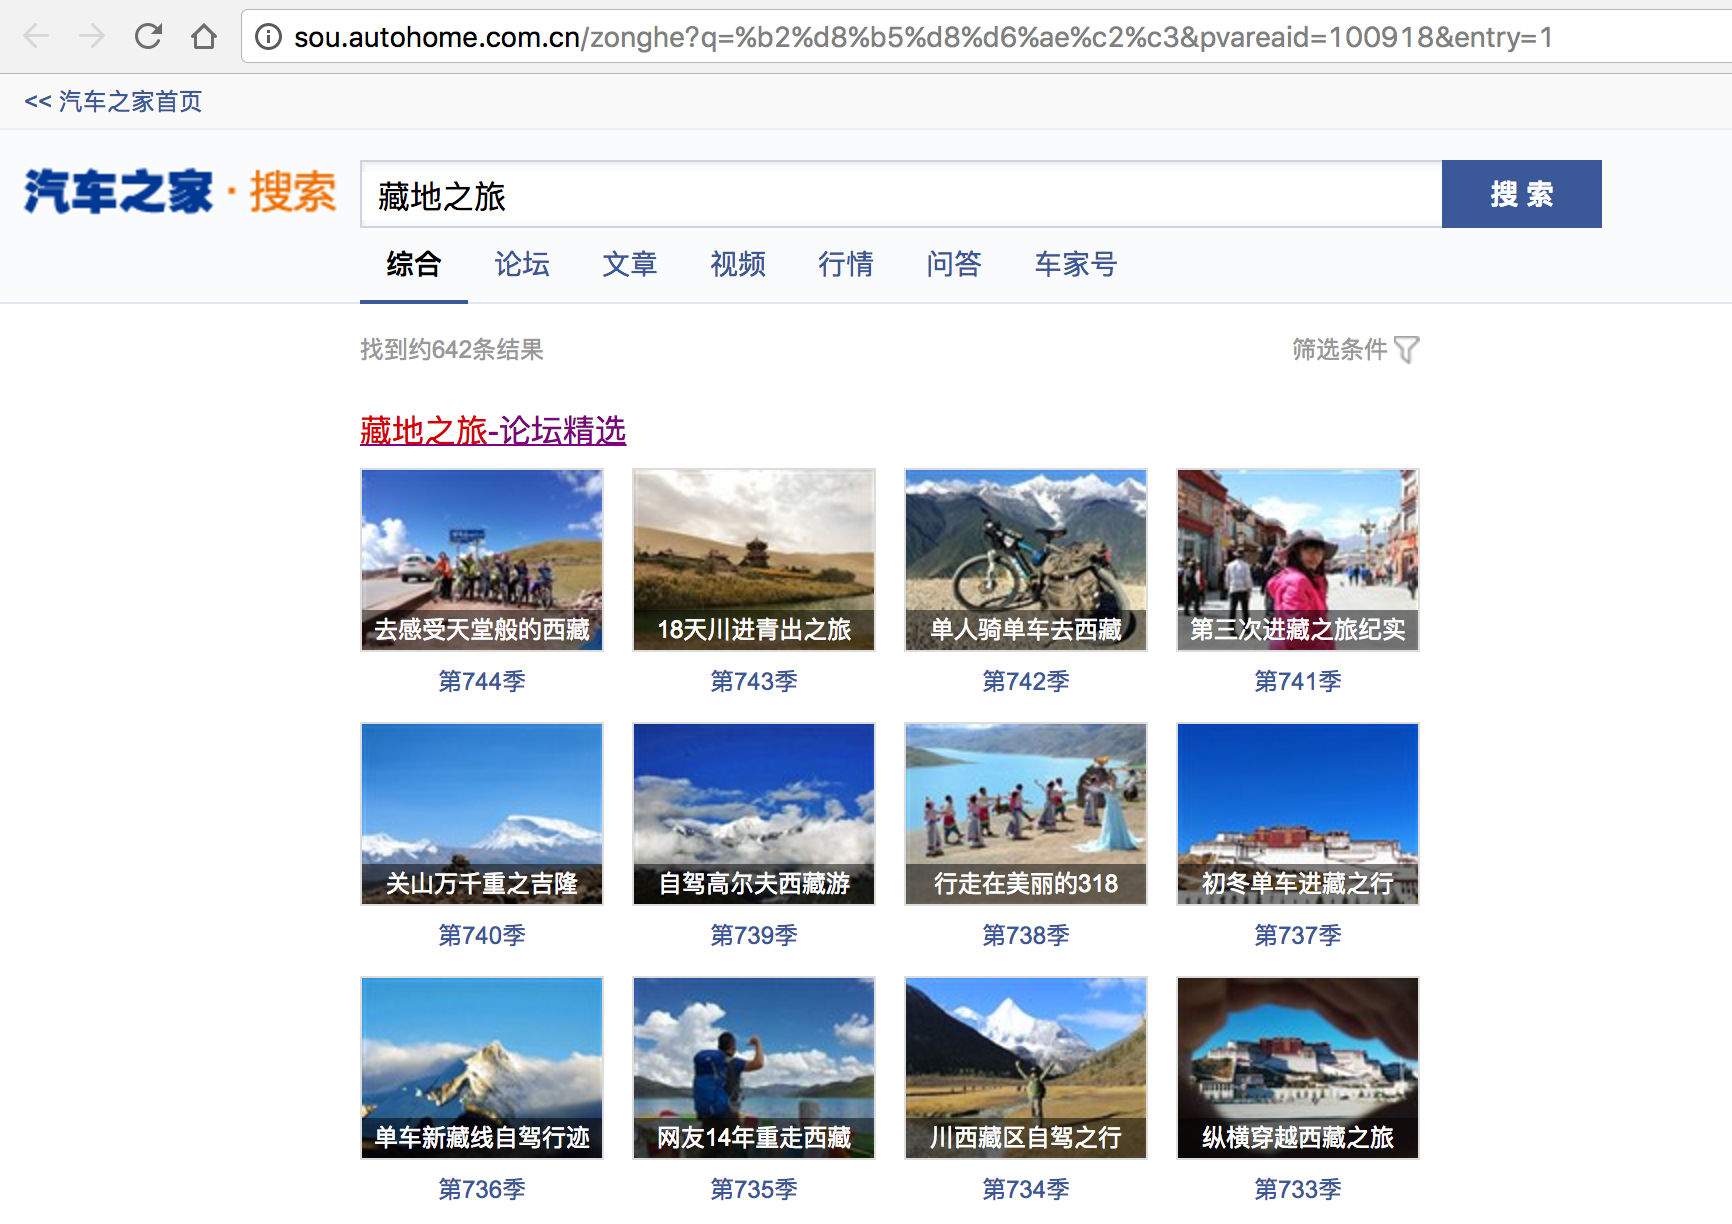 sou.autohome.com.cn/zonghe?q=%b2%d8%b5%d8%d6%ae%c2%c3&pvareaid=100918&entry=1
<< 汽车之家首页
汽车之家·搜索
藏地之旅
搜 索
综合 论坛 文章 视频 行情 问答 车家号
找到约642条结果
筛选条件
藏地之旅-论坛精选
去感受天堂般的西藏 18天川进青出之旅 单人骑单车去西藏 第三次进藏之旅纪实
第744季 第743季 第742季 第741季
关山万千重之吉隆 自驾高尔夫西藏游 行走在美丽的318 初冬单车进藏之行
第740季 第739季 第738季 第737季
单车新藏线自驾行迹 网友14年重走西藏 川西藏区自驾之行 纵横穿越西藏之旅
第736季 第735季 第734季 第733季